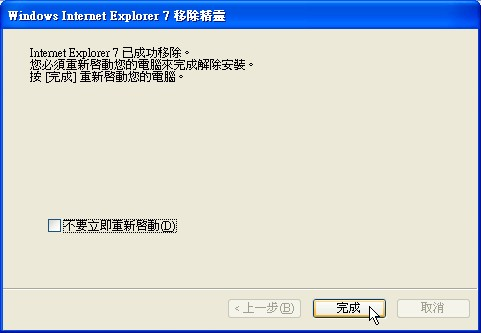 Windows Internet Explorer 7 移除精靈
Internet Explorer 7 已成功移除。
您必須重新啓動您的電腦來完成解除安裝。
按 [完成] 重新啓動您的電腦。
不要立即重新啓動(D)
< 上一步(B)
完成
取消